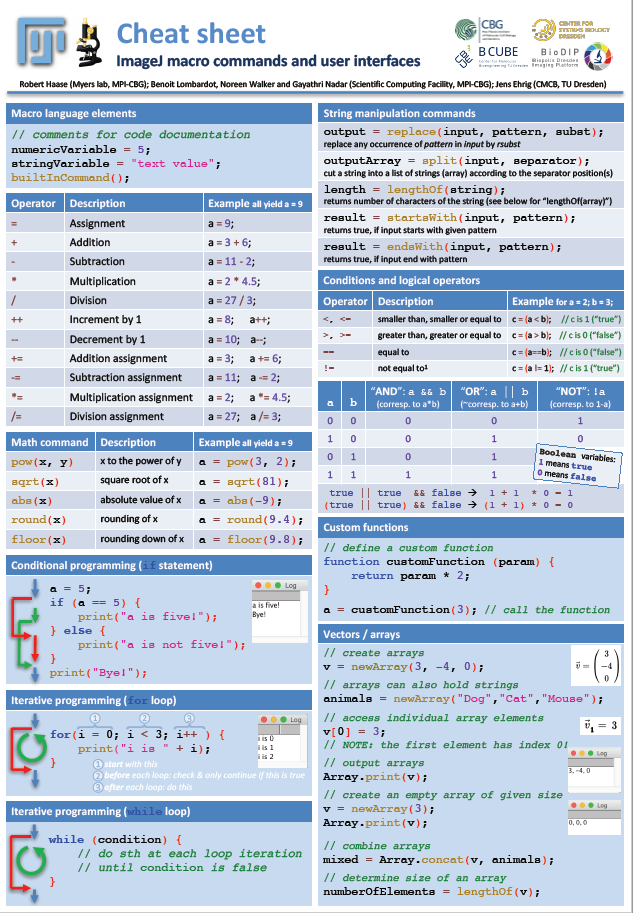 Cheat sheet
ImageJ macro commands and user interfaces
CBG
CENTER FOR
SYSTEMS BIOLOGY
DRESDEN
B CUBE
BioDIP
Biopolis Dresden
Imaging Platform
Robert Haase (Myers lab, MPI-CBG); Benoit Lombardot, Noreen Walker and Gayathri Nadar (Scientific Computing Facility, MPI-CBG); Jens Ehrig (CMCB, TU Dresden)
Macro language elements
// comments for code documentation
numericVariable = 5;
stringVariable = "text value";
builtInCommand();
Operator Description Example all yield a = 9
= Assignment a = 9;
+ Addition a = 3 + 6;
- Subtraction a = 11 - 2;
* Multiplication a = 2 * 4.5;
/ Division a = 27 / 3;
++ Increment by 1 a = 8; a++;
-- Decrement by 1 a = 10; a--;
+= Addition assignment a = 3; a += 6;
-= Subtraction assignment a = 11; a -= 2;
*= Multiplication assignment a = 2; a *= 4.5;
/= Division assignment a = 27; a /= 3;
Math command Description Example all yield a = 9
pow(x, y) x to the power of y a = pow(3, 2);
sqrt(x) square root of x a = sqrt(81);
abs(x) absolute value of x a = abs(-9);
round(x) rounding of x a = round(9.4);
floor(x) rounding down of x a = floor(9.8);
Conditional programming (if statement)
a = 5;
if (a == 5) {
print("a is five!");
} else {
print("a is not five!");
}
print("Bye!");
Log
a is five!
Bye!
Iterative programming (for loop)
1 2 3
for(i = 0; i < 3; i++ ) {
print("i is " + i);
}
1 start with this
2 before each loop: check & only continue if this is true
3 after each loop: do this
Log
i is 0
i is 1
i is 2
Iterative programming (while loop)
while (condition) {
// do sth at each loop iteration
// until condition is false
}
String manipulation commands
output = replace(input, pattern, subst);
replace any occurrence of pattern in input by rsubst
outputArray = split(input, separator);
cut a string into a list of strings (array) according to the separator position(s)
length = lengthOf(string);
returns number of characters of the string (see below for "lengthOf(array)")
result = startsWith(input, pattern);
returns true, if input starts with given pattern
result = endsWith(input, pattern);
returns true, if input end with pattern
Conditions and logical operators
Operator Description Example for a = 2; b = 3;
<, <= smaller than, smaller or equal to c = (a < b); // c is 1 ("true")
>, >= greater than, greater or equal to c = (a > b); // c is 0 ("false")
== equal to c = (a==b); // c is 0 ("false")
!= not equal to¹ c = (a != 1); // c is 1 ("true")
a b "AND": a && b "OR": a || b "NOT": !a
(corresp. to a*b) (~corresp. to a+b) (corresp. to 1-a)
0 0 0 0 1
1 0 0 1 0
0 1 0 1
1 1 1 1
Boolean variables:
1 means true
0 means false
true || true && false → 1 + 1 * 0 = 1
(true || true) && false → (1 + 1) * 0 = 0
Custom functions
// define a custom function
function customFunction (param) {
return param * 2;
}
a = customFunction(3); // call the function
Vectors / arrays
// create arrays
v = newArray(3, -4, 0);
v⃗ = (3 -4 0)
// arrays can also hold strings
animals = newArray("Dog","Cat","Mouse");
// access individual array elements
v[0] = 3;
v⃗₁ = 3
// NOTE: the first element has index 0!
// output arrays
Array.print(v);
Log
3, -4, 0
// create an empty array of given size
v = newArray(3);
Array.print(v);
Log
0, 0, 0
// combine arrays
mixed = Array.concat(v, animals);
// determine size of an array
numberOfElements = lengthOf(v);